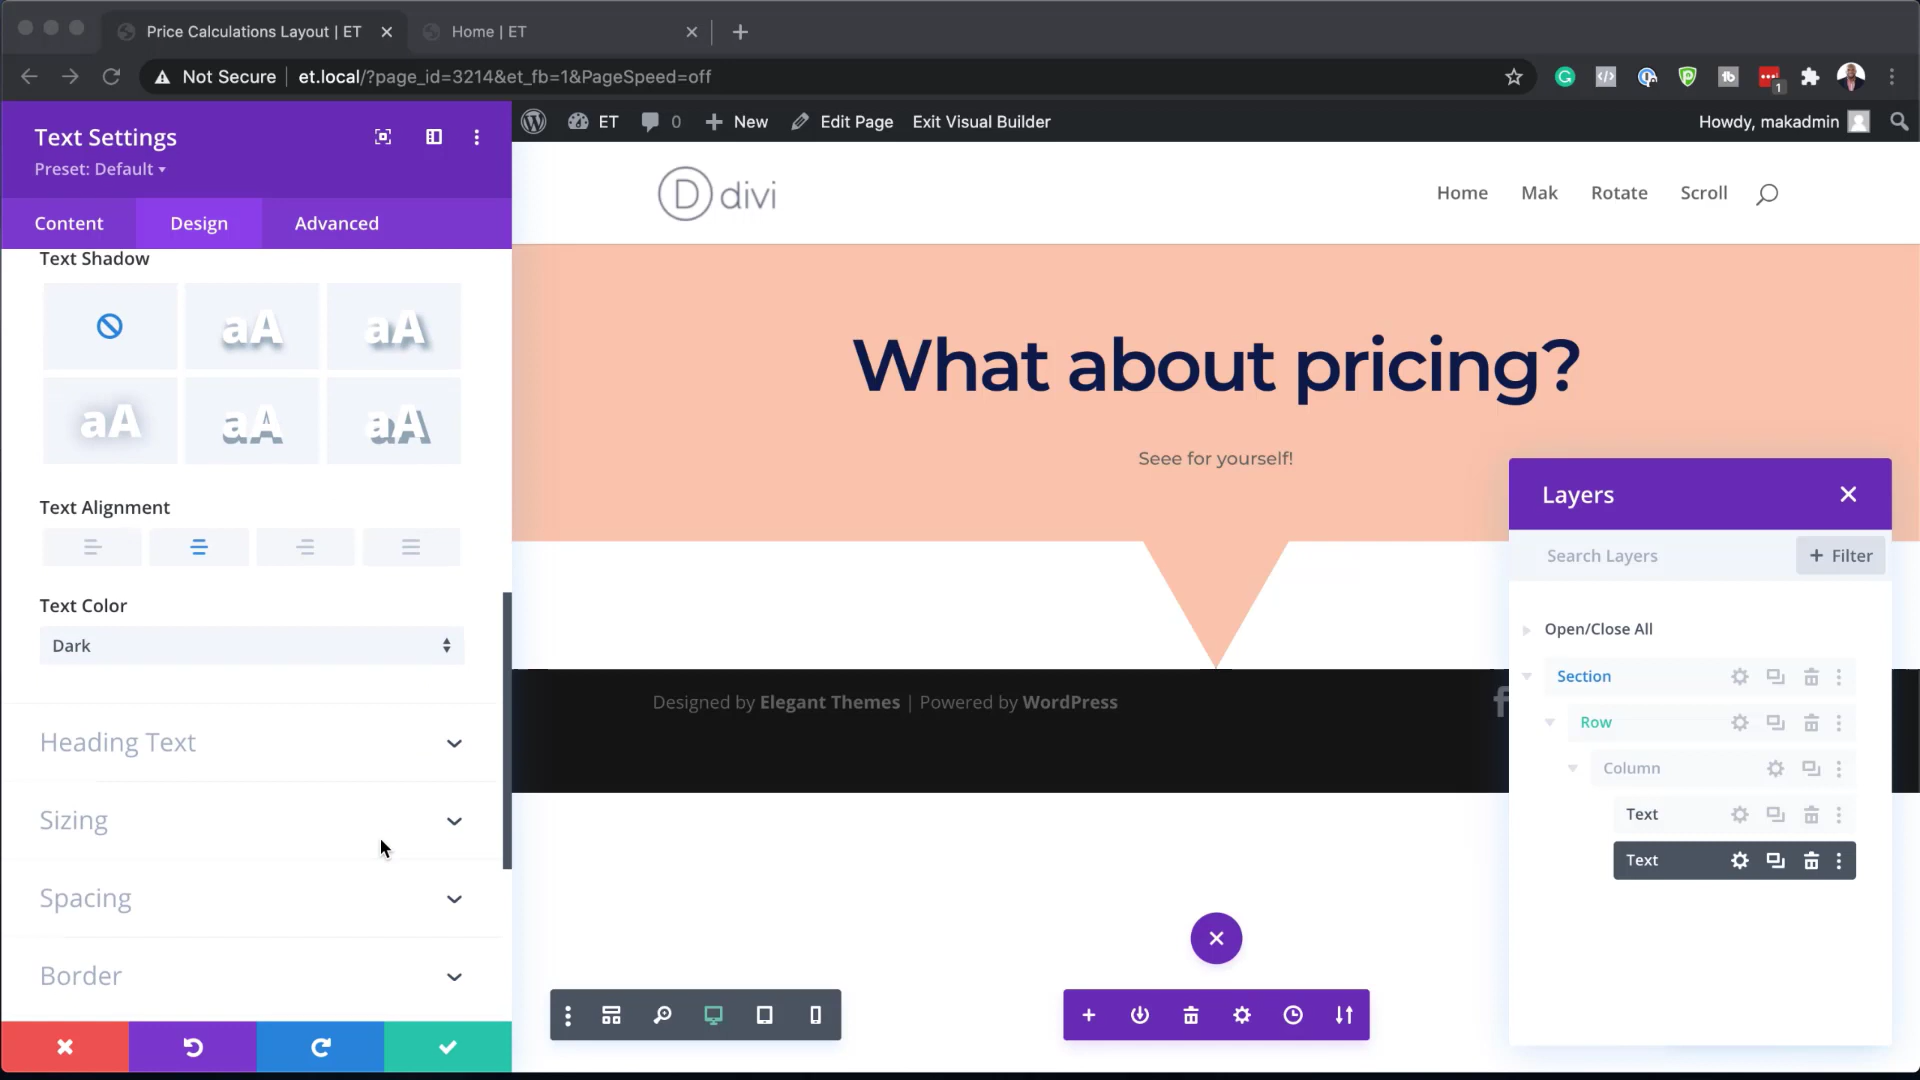 Price Calculations Layout | ET
Home | ET
Not Secure
et.local/?page_id=3214&et_fb=1&PageSpeed=off
1
Text Settings
Preset: Default
Content
Design
Advanced
Text Shadow
aA
aA
aA
aA
aA
Text Alignment
Text Color
Dark
Heading Text
Sizing
Spacing
Border
ET
0
New
Edit Page
Exit Visual Builder
Howdy, makadmin
D divi
Home
Mak
Rotate
Scroll
What about pricing?
Seee for yourself!
Designed by Elegant Themes | Powered by WordPress
Layers
Search Layers
+ Filter
Open/Close All
Section
Row
Column
Text
Text